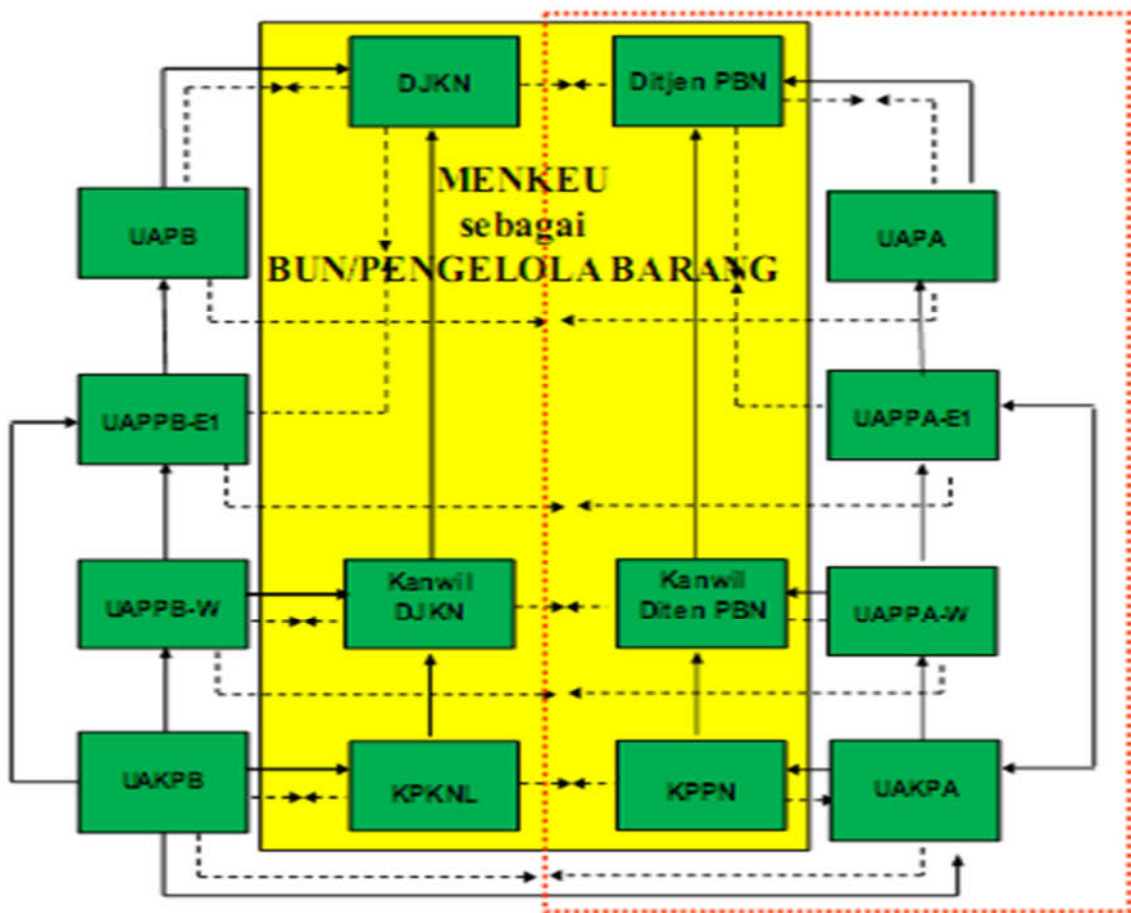 DJKN
Ditjen PBN
MENKEU
sebagai
BUN/PENGELOLA BARANG
UAPB
UAPA
UAPPB-E1
UAPPA-E1
UAPPB-W
Kanwil
DJKN
Kanwil
Diten PBN
UAPPA-W
UAKPB
KPKNL
KPPN
UAKPA